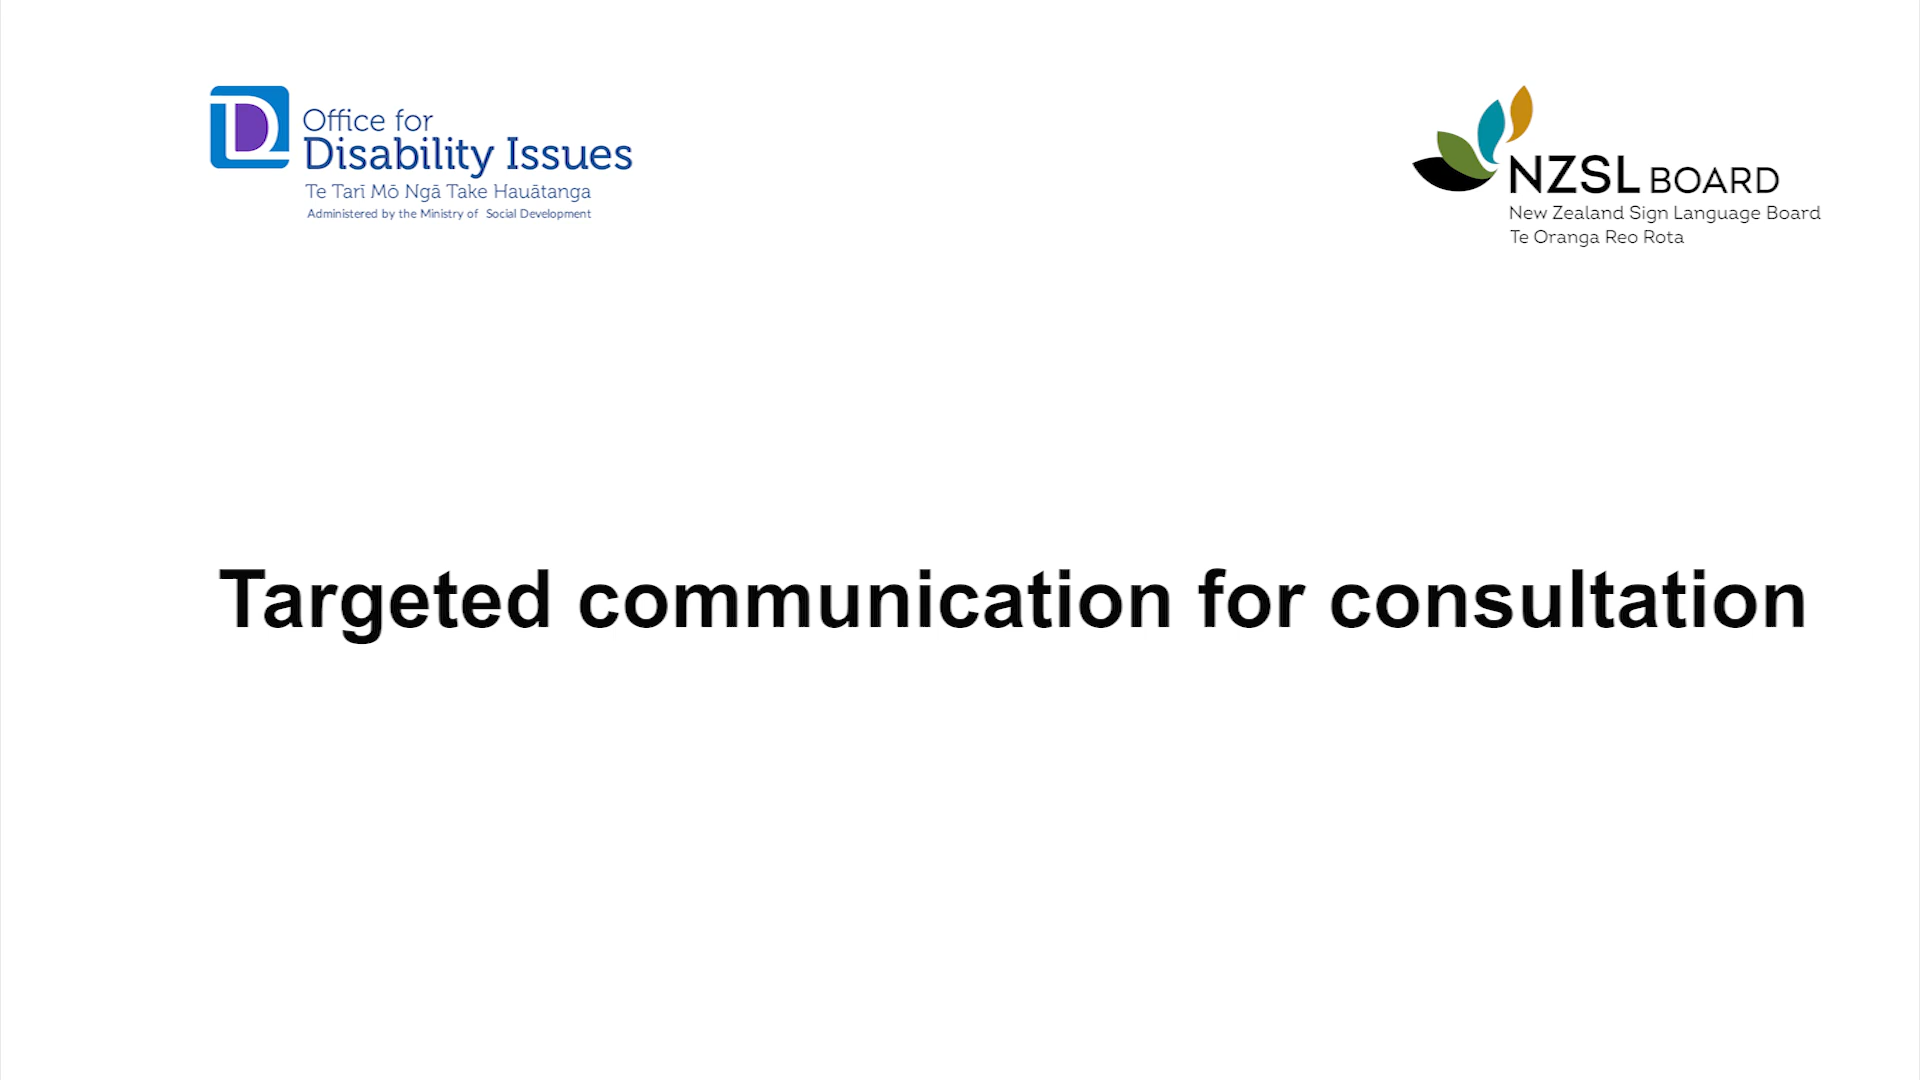 Office for
Disability Issues
Te Tarī Mō Ngā Take Hauātanga
Administered by the Ministry of Social Development
NZSL BOARD
New Zealand Sign Language Board
Te Oranga Reo Rota
Targeted communication for consultation